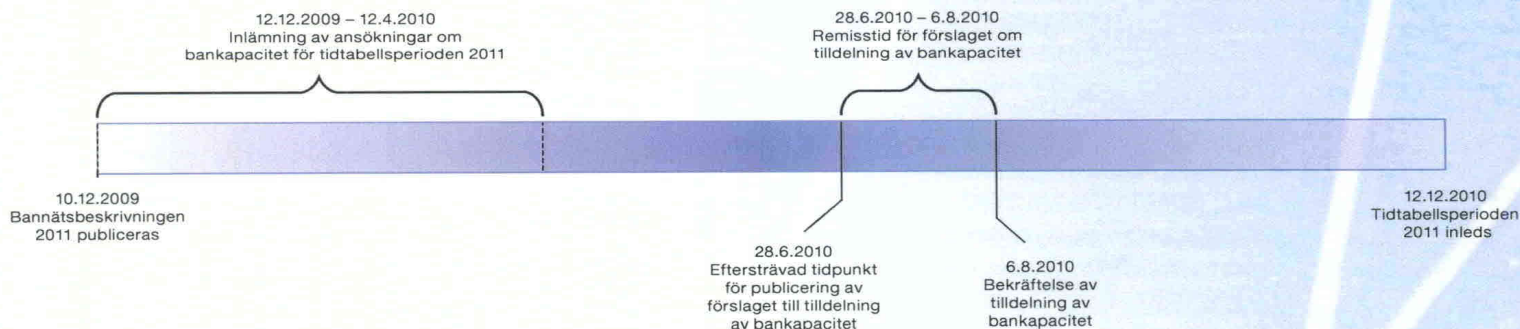 12.12.2009 – 12.4.2010
Inlämning av ansökningar om
bankapacitet för tidtabellsperioden 2011
28.6.2010 – 6.8.2010
Remisstid för förslaget om
tilldelning av bankapacitet
10.12.2009
Bannätsbeskrivningen
2011 publiceras
28.6.2010
Eftersträvad tidpunkt
för publicering av
förslaget till tilldelning
av bankapacitet
6.8.2010
Bekräftelse av
tilldelning av
bankapacitet
12.12.2010
Tidtabellsperioden
2011 inleds